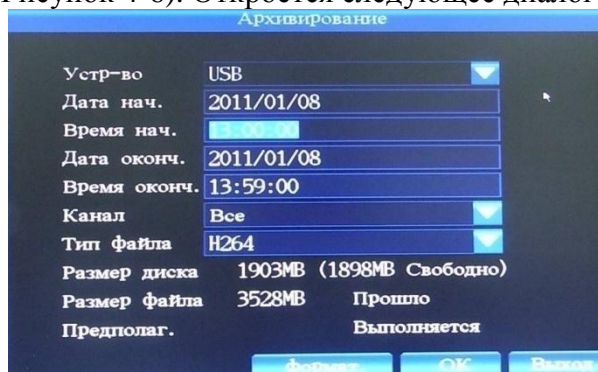 Рисунок 4-6). Откроется следующее диалог
Архивирование
Устр-во USB
Дата нач. 2011/01/08
Время нач. 13:00:00
Дата оконч. 2011/01/08
Время оконч. 13:59:00
Канал Все
Тип файла H264
Размер диска 1903MB (1898MB Свободно)
Размер файла 3528MB Прошло
Предполаг. Выполняется
формат OK Выход